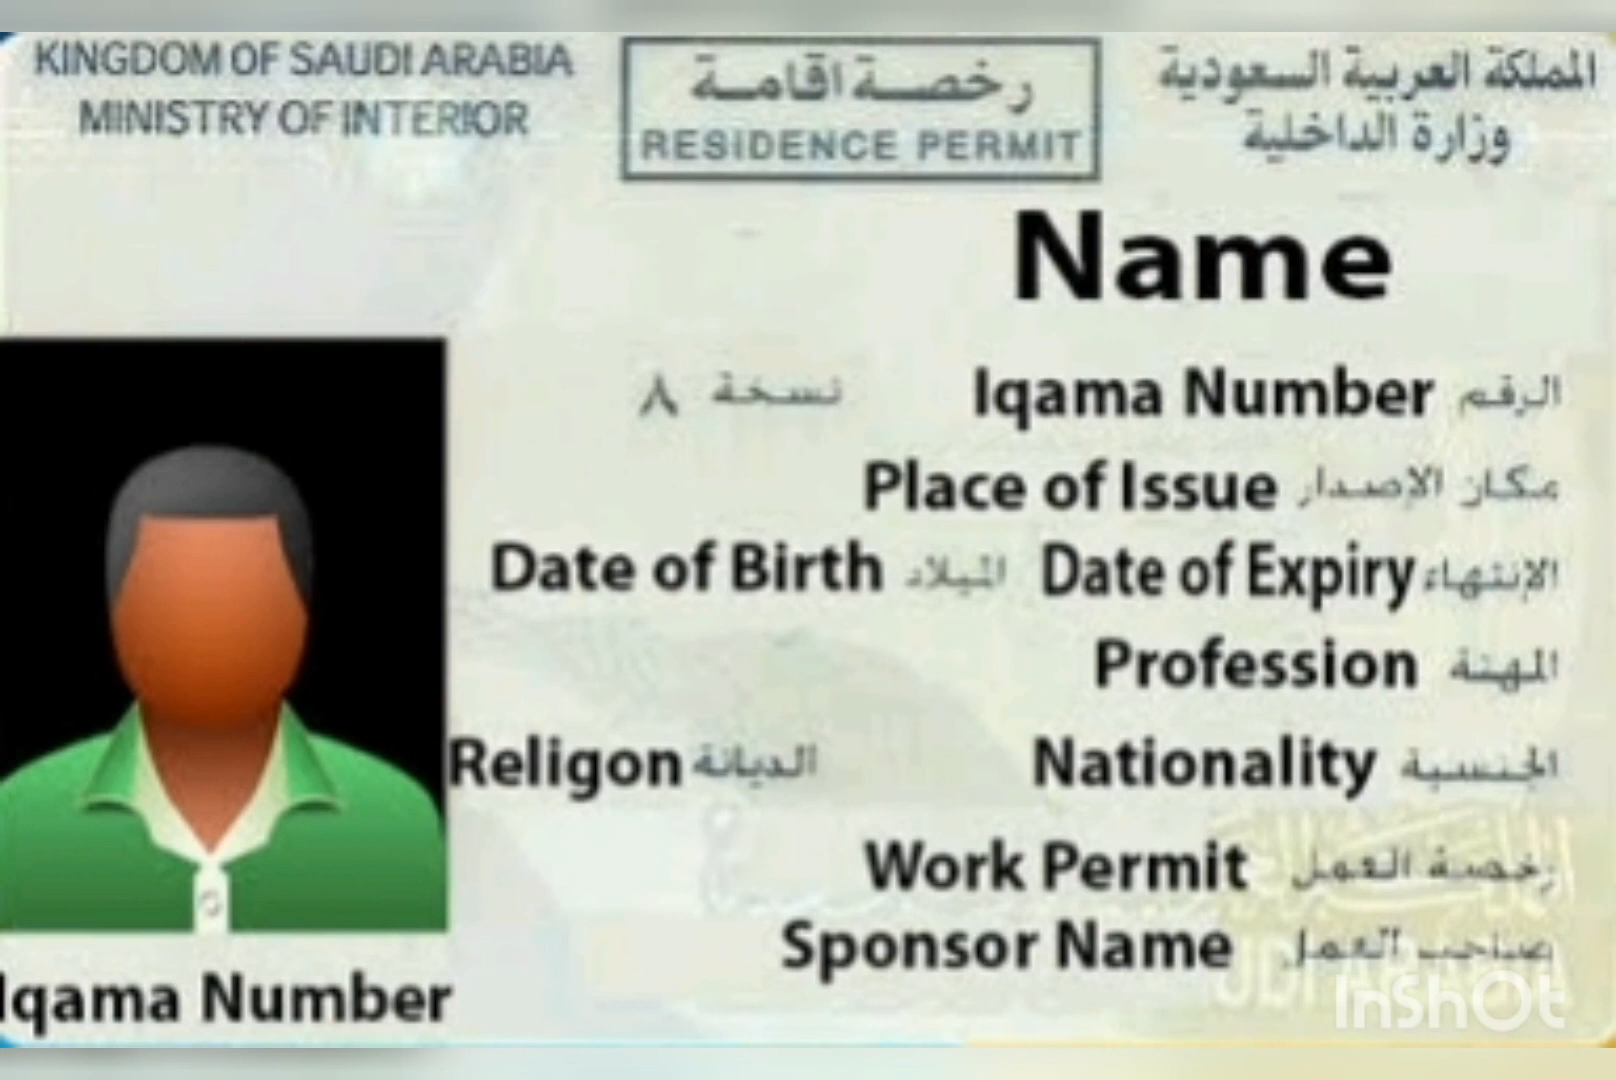 KINGDOM OF SAUDI ARABIA
MINISTRY OF INTERIOR
رخصة اقامة
RESIDENCE PERMIT
المملكة العربية السعودية
وزارة الداخلية
Name
Iqama Number الرقم
نسخة ٨
Place of Issue مكان الإصدار
Date of Expiry الإنتهاء
Date of Birth الميلاد
Profession المهنة
Nationality الجنسية
Religon الديانة
Work Permit رخصة العمل
Sponsor Name صاحب العمل
Iqama Number
InShOt